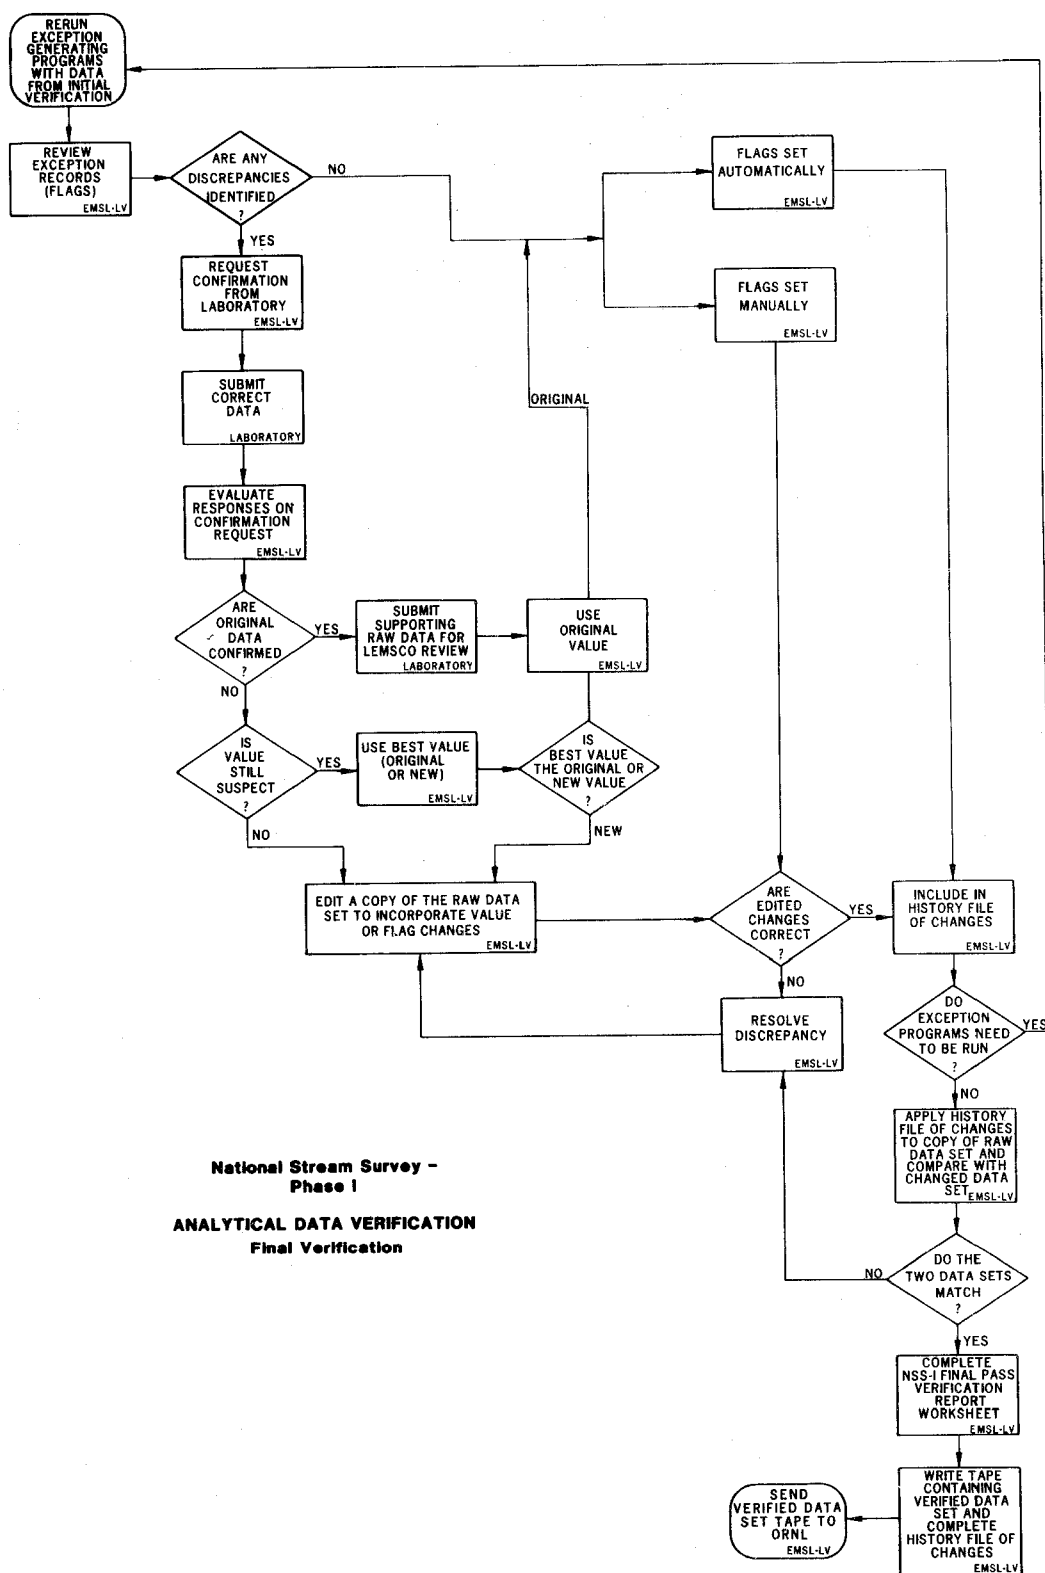 RERUN
EXCEPTION
GENERATING
PROGRAMS
WITH DATA
FROM INITIAL
VERIFICATION
REVIEW
EXCEPTION
RECORDS
(FLAGS)
EMSL-LV
ARE ANY
DISCREPANCIES
IDENTIFIED
?
NO
YES
FLAGS SET
AUTOMATICALLY
EMSL-LV
FLAGS SET
MANUALLY
EMSL-LV
REQUEST
CONFIRMATION
FROM
LABORATORY
EMSL-LV
SUBMIT
CORRECT
DATA
LABORATORY
ORIGINAL
EVALUATE
RESPONSES ON
CONFIRMATION
REQUEST
EMSL-LV
ARE
ORIGINAL
DATA
CONFIRMED
?
YES
NO
SUBMIT
SUPPORTING
RAW DATA FOR
LEMSCO REVIEW
LABORATORY
USE
ORIGINAL
VALUE
EMSL-LV
IS
VALUE
STILL
SUSPECT
?
YES
NO
USE BEST VALUE
(ORIGINAL
OR NEW)
EMSL-LV
IS
BEST VALUE
THE ORIGINAL OR
NEW VALUE
?
NEW
EDIT A COPY OF THE RAW DATA
SET TO INCORPORATE VALUE
OR FLAG CHANGES
EMSL-LV
ARE
EDITED
CHANGES
CORRECT
?
YES
NO
INCLUDE IN
HISTORY FILE
OF CHANGES
EMSL-LV
RESOLVE
DISCREPANCY
EMSL-LV
DO
EXCEPTION
PROGRAMS NEED
TO BE RUN
?
YES
NO
APPLY HISTORY
FILE OF CHANGES
TO COPY OF RAW
DATA SET AND
COMPARE WITH
CHANGED DATA
SET
EMSL-LV
National Stream Survey –
Phase I
ANALYTICAL DATA VERIFICATION
Final Verification
DO THE
TWO DATA SETS
MATCH
?
NO
YES
COMPLETE
NSS-I FINAL PASS
VERIFICATION
REPORT
WORKSHEET
EMSL-LV
WRITE TAPE
CONTAINING
VERIFIED DATA
SET AND
COMPLETE
HISTORY FILE OF
CHANGES
EMSL-LV
SEND
VERIFIED DATA
SET TAPE TO
ORNL
EMSL-LV